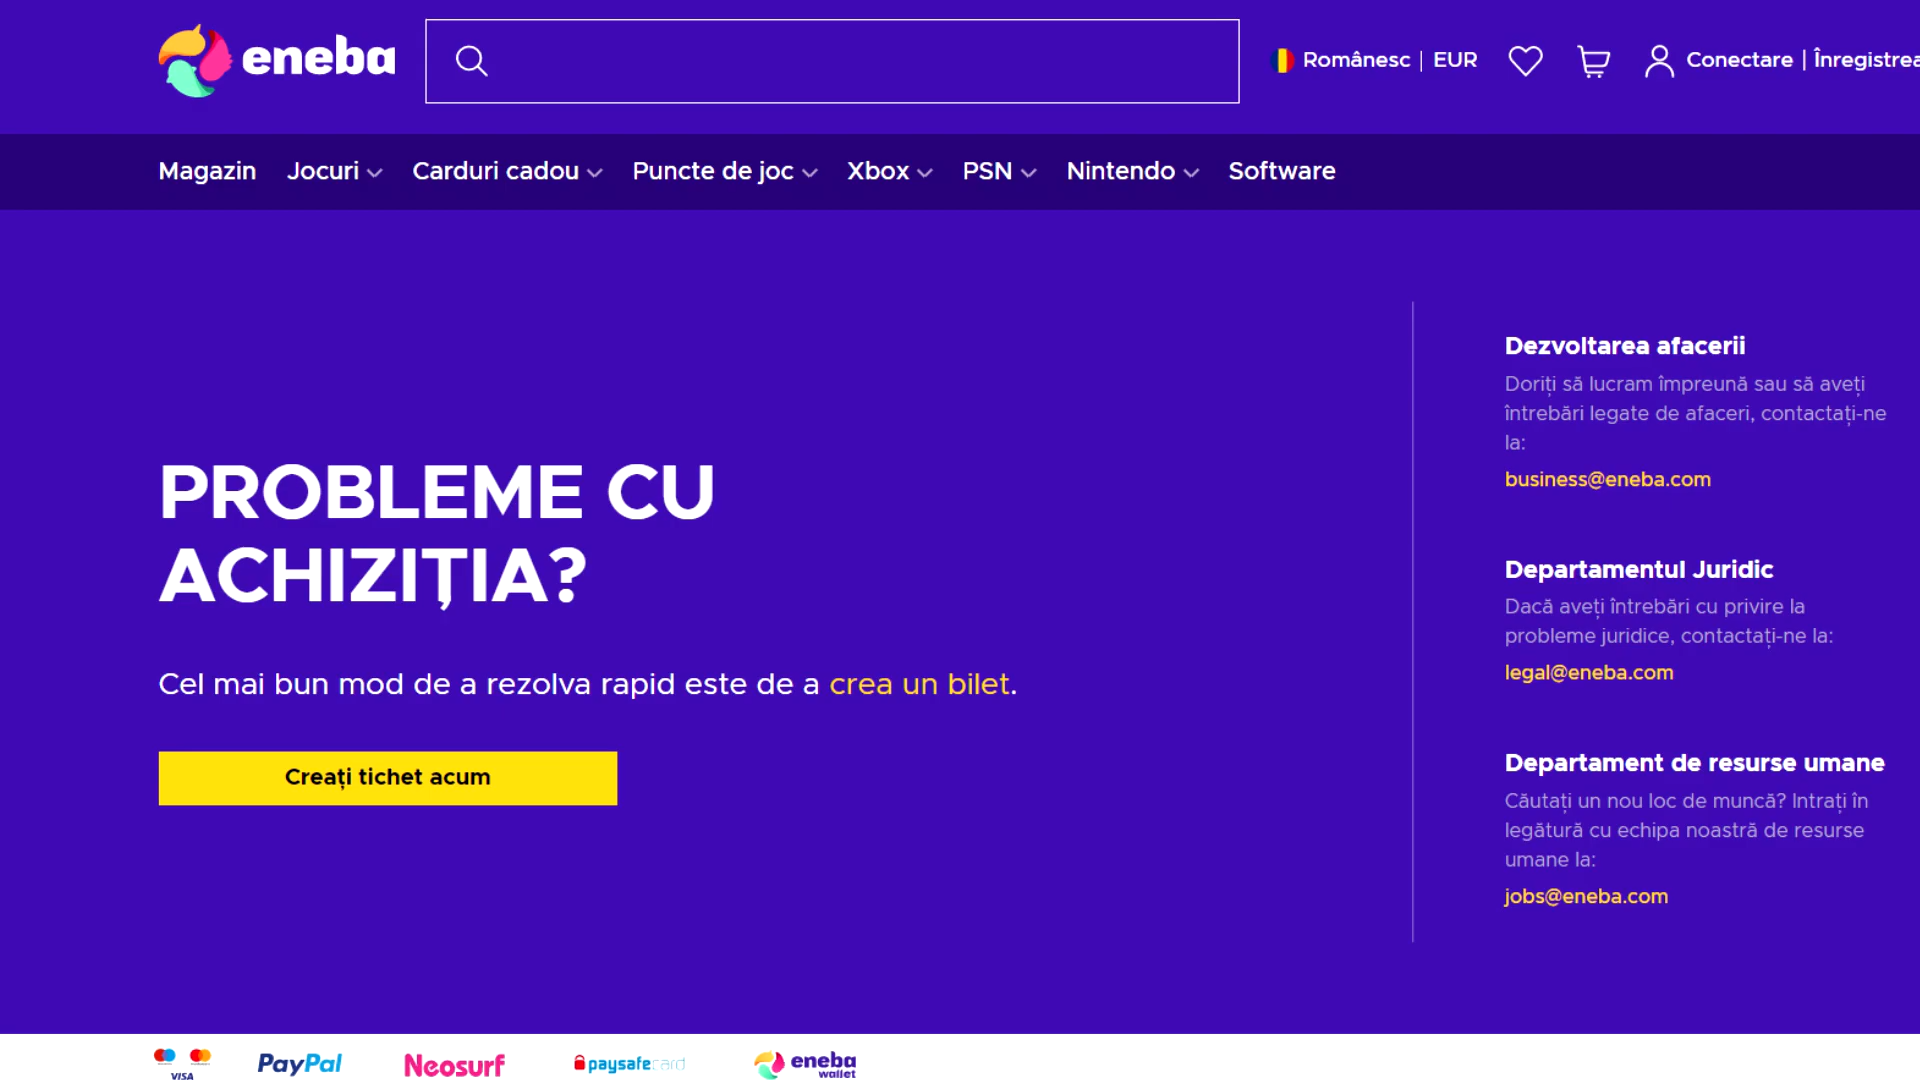 eneba
Românesc | EUR
Conectare | Înregistrea
Magazin
Jocuri
Carduri cadou
Puncte de joc
Xbox
PSN
Nintendo
Software
PROBLEME CU
ACHIZIȚIA?
Cel mai bun mod de a rezolva rapid este de a crea un bilet.
Creați tichet acum
Dezvoltarea afacerii
Doriți să lucram împreună sau să aveți
întrebări legate de afaceri, contactați-ne
la:
business@eneba.com
Departamentul Juridic
Dacă aveți întrebări cu privire la
probleme juridice, contactați-ne la:
legal@eneba.com
Departament de resurse umane
Căutați un nou loc de muncă? Intrați în
legătură cu echipa noastră de resurse
umane la:
jobs@eneba.com
VISA
PayPal
Neosurf
paysafecard
eneba
wallet